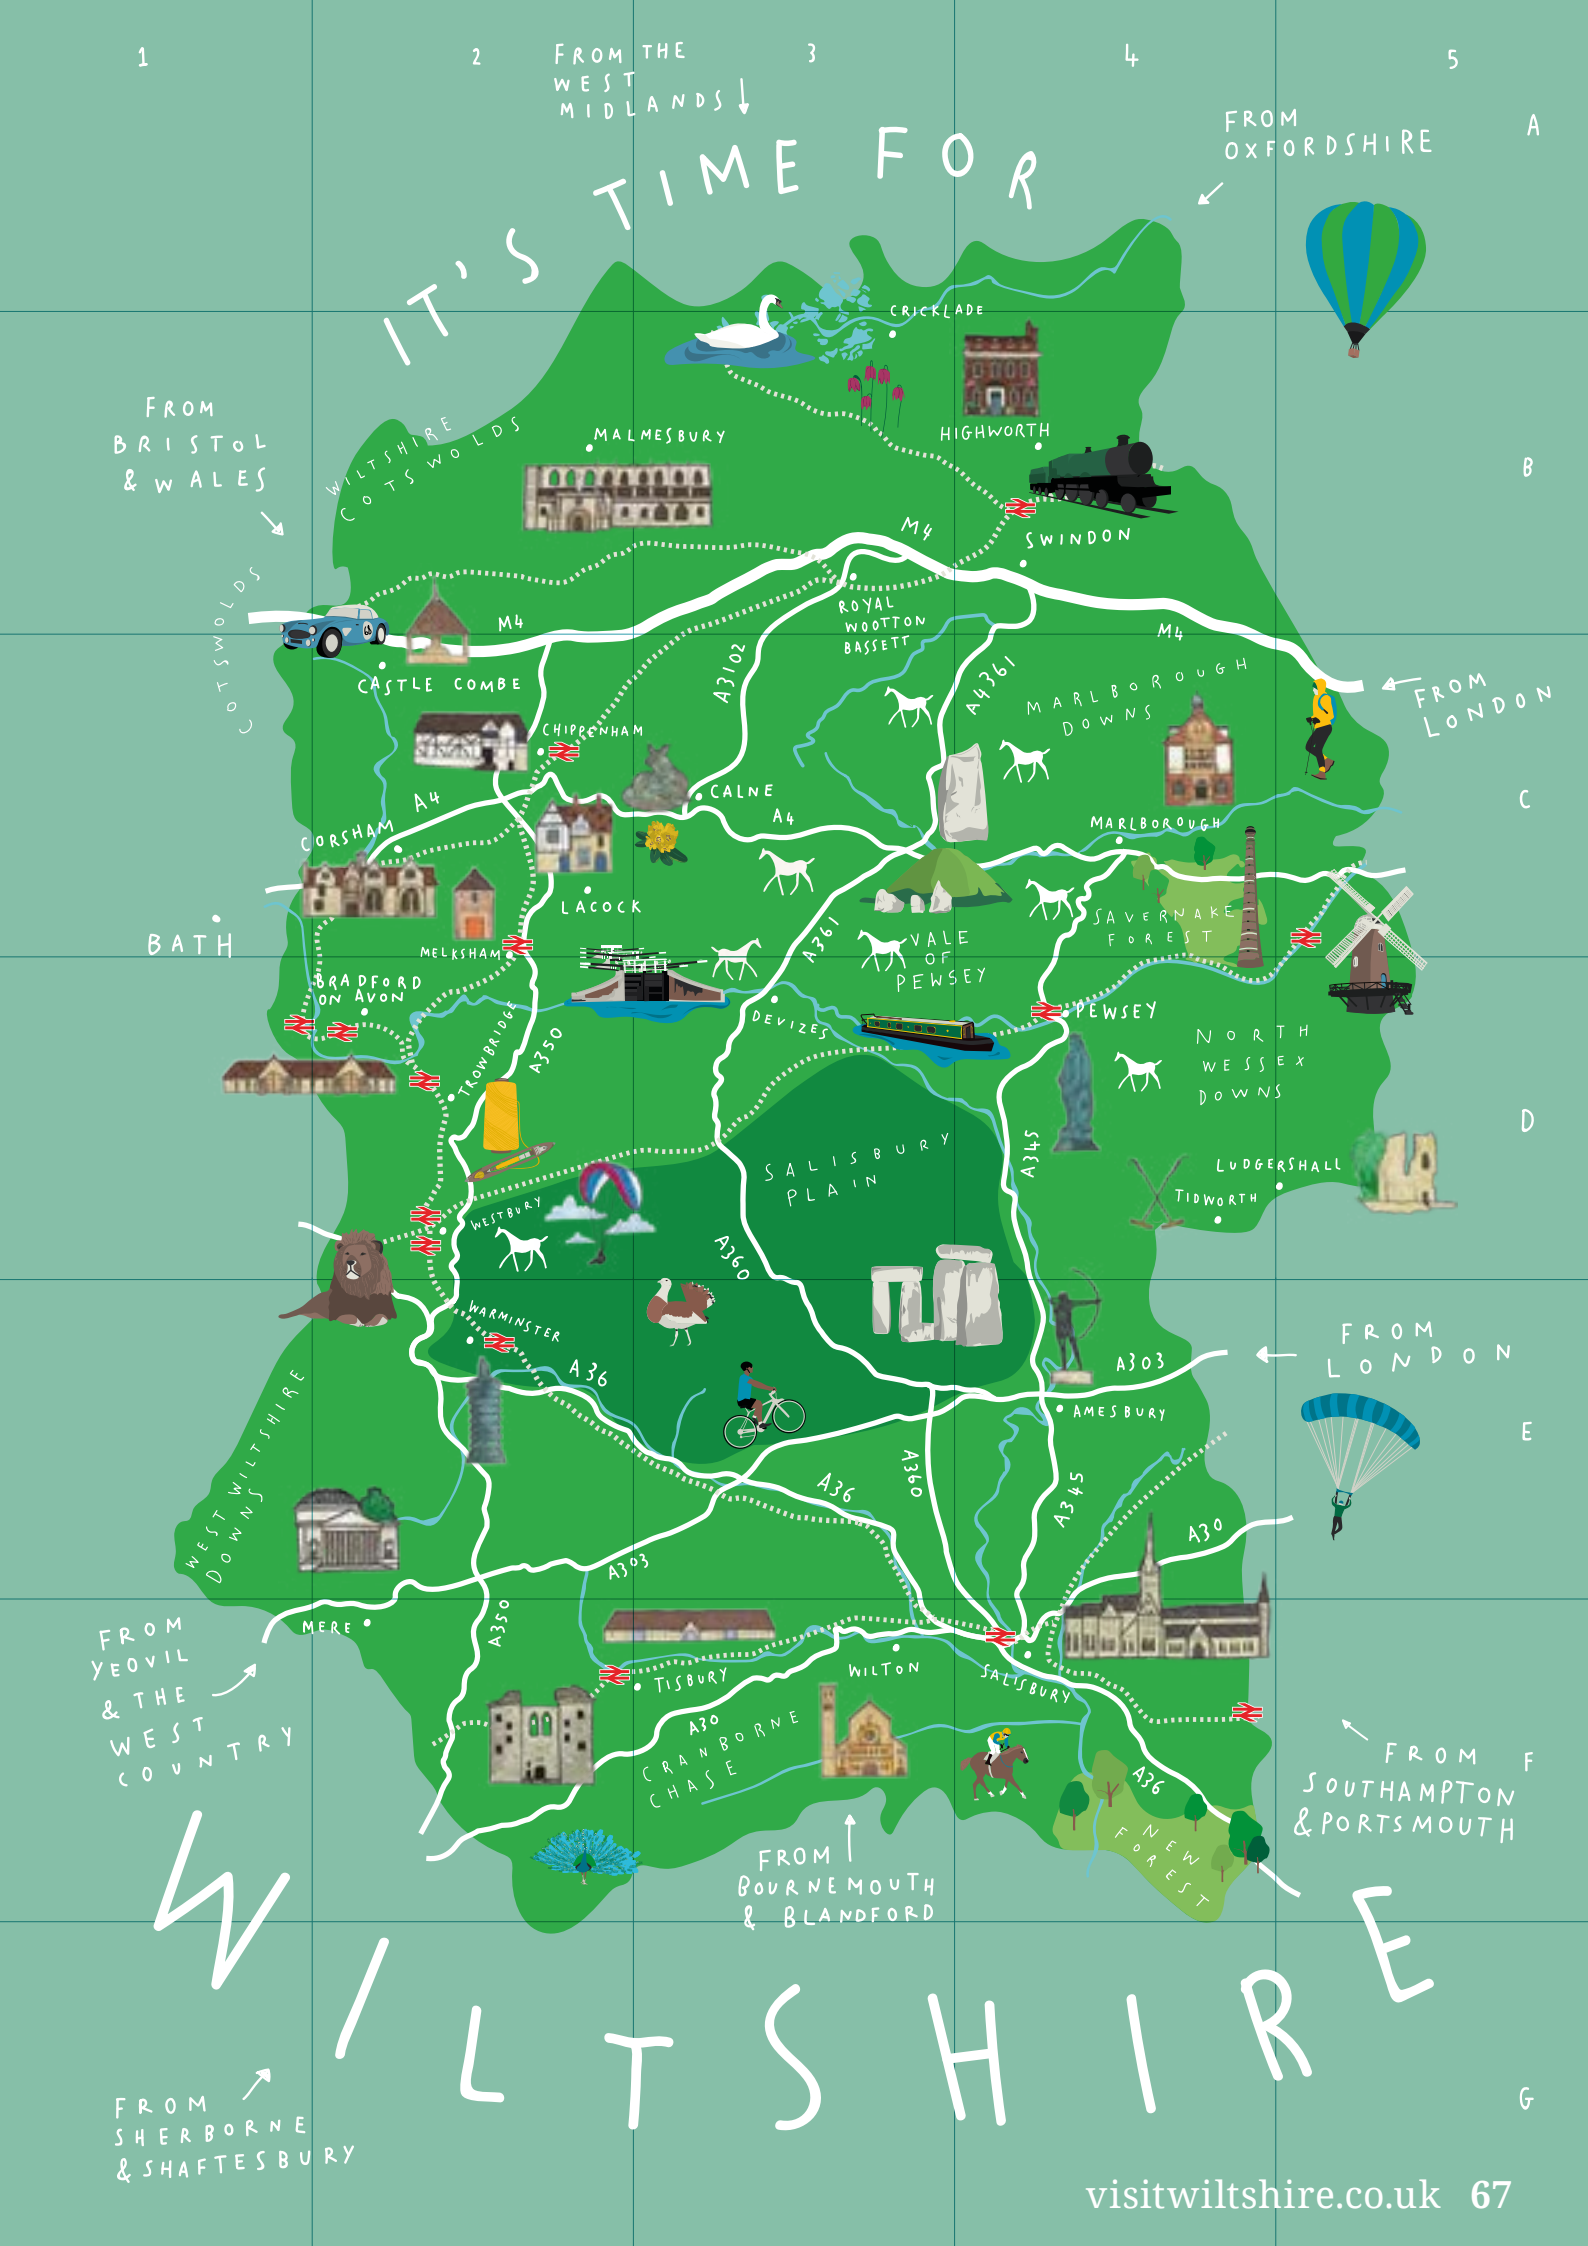 1
2
3
4
5
FROM THE
WEST
MIDLANDS
A
FROM
OXFORDSHIRE
IT'S TIME FOR
CRICKLADE
FROM
BRISTOL
& WALES
WILTSHIRE
COTSWOLDS
MALMESBURY
HIGHWORTH
B
M4
SWINDON
COTSWOLDS
ROYAL
WOOTTON
BASSETT
M4
M4
CASTLE COMBE
A3102
A4361
MARLBOROUGH
DOWNS
FROM
LONDON
CHIPPENHAM
CALNE
A4
A4
C
CORSHAM
MARLBOROUGH
LACOCK
SAVERNAKE
FOREST
BATH
MELKSHAM
A361
VALE
OF
PEWSEY
BRADFORD
ON AVON
DEVIZES
PEWSEY
TROWBRIDGE
A350
NORTH
WESSEX
DOWNS
D
SALISBURY
PLAIN
A345
LUDGERSHALL
TIDWORTH
WESTBURY
A360
WARMINSTER
FROM
LONDON
A36
A303
AMESBURY
E
WEST WILTSHIRE
DOWNS
A36
A360
A345
A30
A303
MERE
A350
FROM
YEOVIL
& THE
WEST
COUNTRY
TISBURY
WILTON
SALISBURY
A30
CRANBORNE
CHASE
A36
FROM
SOUTHAMPTON
& PORTSMOUTH
F
NEW
FOREST
FROM
BOURNEMOUTH
& BLANDFORD
WILTSHIRE
FROM
SHERBORNE
& SHAFTESBURY
G
visitwiltshire.co.uk 67